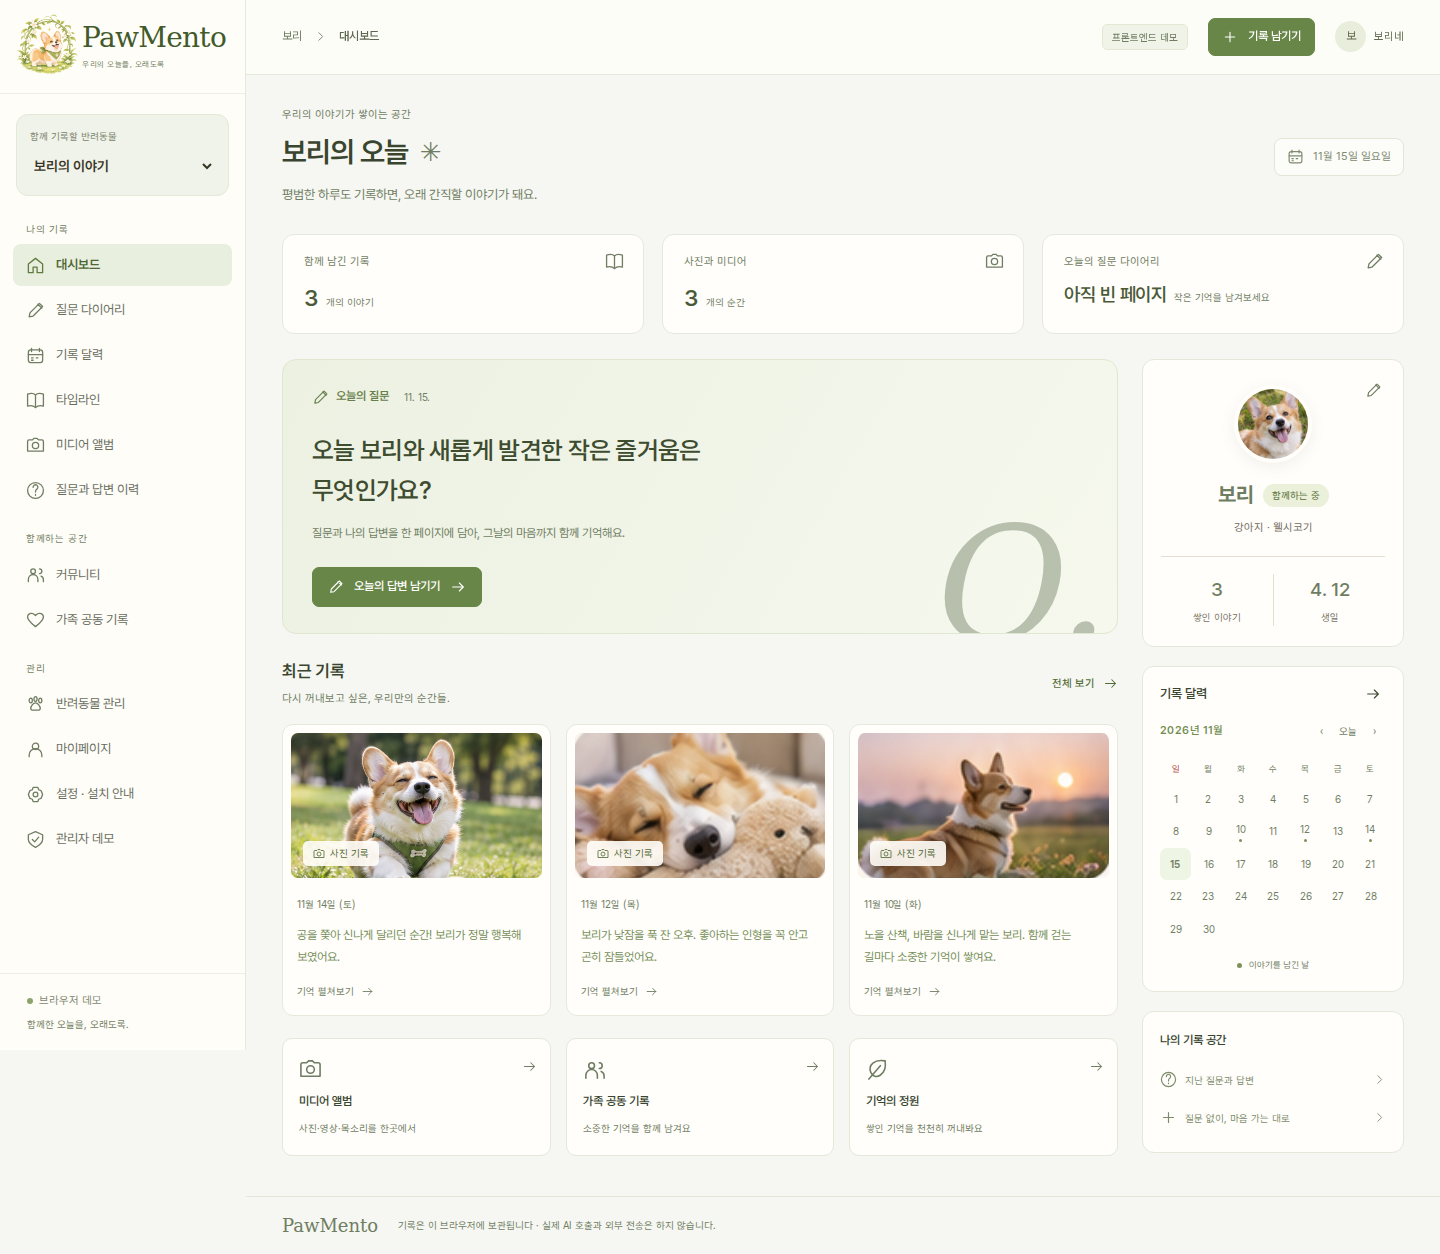 PawMento
우리의 오늘을, 오래도록
함께 기록할 반려동물
보리의 이야기
나의 기록
대시보드
질문 다이어리
기록 달력
타임라인
미디어 앨범
질문과 답변 이력
함께하는 공간
커뮤니티
가족 공동 기록
관리
반려동물 관리
마이페이지
설정 · 설치 안내
관리자 데모
브라우저 데모
함께한 오늘을, 오래도록.
보리 > 대시보드
프론트엔드 데모
+ 기록 남기기
보 보리네
우리의 이야기가 쌓이는 공간
보리의 오늘 ✳
11월 15일 일요일
평범한 하루도 기록하면, 오래 간직할 이야기가 돼요.
함께 남긴 기록
3 개의 이야기
사진과 미디어
3 개의 순간
오늘의 질문 다이어리
아직 빈 페이지 작은 기억을 남겨보세요
오늘의 질문 11. 15.
오늘 보리와 새롭게 발견한 작은 즐거움은
무엇인가요?
질문과 나의 답변을 한 페이지에 담아, 그날의 마음까지 함께 기억해요.
오늘의 답변 남기기 →
Q.
보리 함께하는 중
강아지 · 웰시코기
3 4. 12
쌓인 이야기 생일
최근 기록
다시 꺼내보고 싶은, 우리만의 순간들.
전체 보기 →
사진 기록
11월 14일 (토)
공을 쫓아 신나게 달리던 순간! 보리가 정말 행복해
보였어요.
기억 펼쳐보기 →
사진 기록
11월 12일 (목)
보리가 낮잠을 푹 잔 오후. 좋아하는 인형을 꼭 안고
곤히 잠들었어요.
기억 펼쳐보기 →
사진 기록
11월 10일 (화)
노을 산책, 바람을 신나게 맡는 보리. 함께 걷는
길마다 소중한 기억이 쌓여요.
기억 펼쳐보기 →
기록 달력 →
2026년 11월 ‹ 오늘 ›
일 월 화 수 목 금 토
1 2 3 4 5 6 7
8 9 10 11 12 13 14
15 16 17 18 19 20 21
22 23 24 25 26 27 28
29 30
이야기를 남긴 날
미디어 앨범
사진·영상·목소리를 한곳에서
가족 공동 기록
소중한 기억을 함께 남겨요
기억의 정원
쌓인 기억을 천천히 꺼내봐요
나의 기록 공간
지난 질문과 답변
질문 없이, 마음 가는 대로
PawMento
기록은 이 브라우저에 보관됩니다 · 실제 AI 호출과 외부 전송은 하지 않습니다.